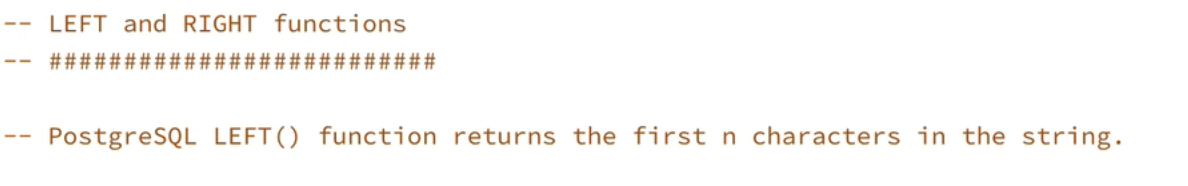 -- LEFT and RIGHT functions
-- ##########################
-- PostgreSQL LEFT() function returns the first n characters in the string.